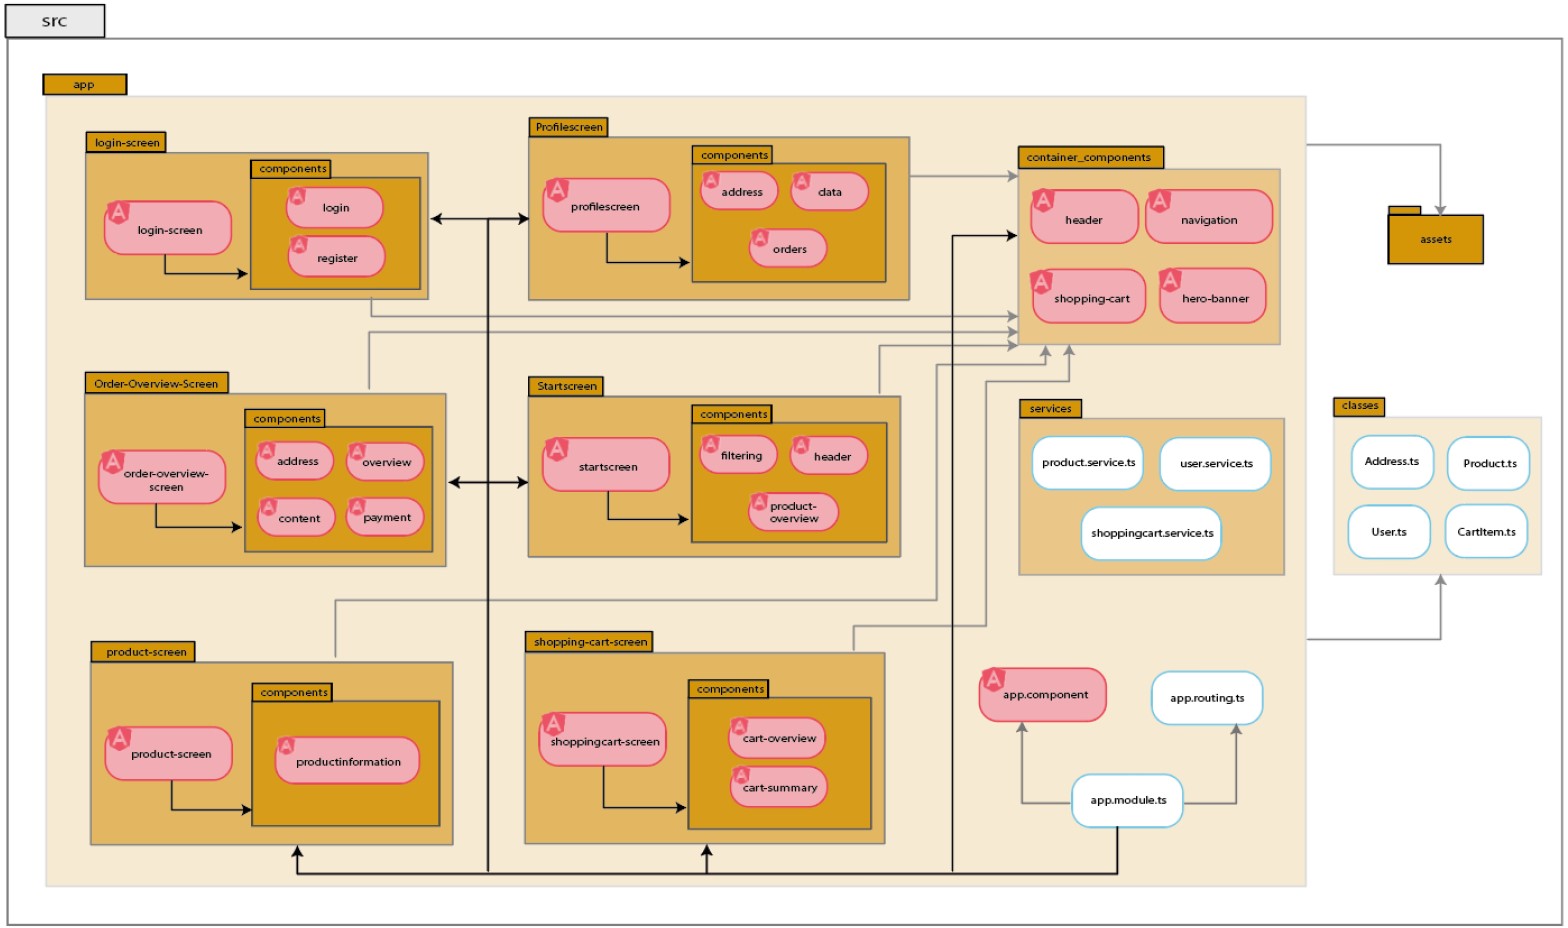 src
app
login-screen
components
login-screen
login
register
Profilescreen
components
profilescreen
address
data
orders
container_components
header
navigation
shopping-cart
hero-banner
assets
Order-Overview-Screen
components
order-overview-
screen
address
overview
content
payment
Startscreen
components
startscreen
filtering
header
product-
overview
services
product.service.ts
user.service.ts
shoppingcart.service.ts
classes
Address.ts
Product.ts
User.ts
CartItem.ts
product-screen
components
product-screen
productinformation
shopping-cart-screen
components
shoppingcart-screen
cart-overview
cart-summary
app.component
app.routing.ts
app.module.ts